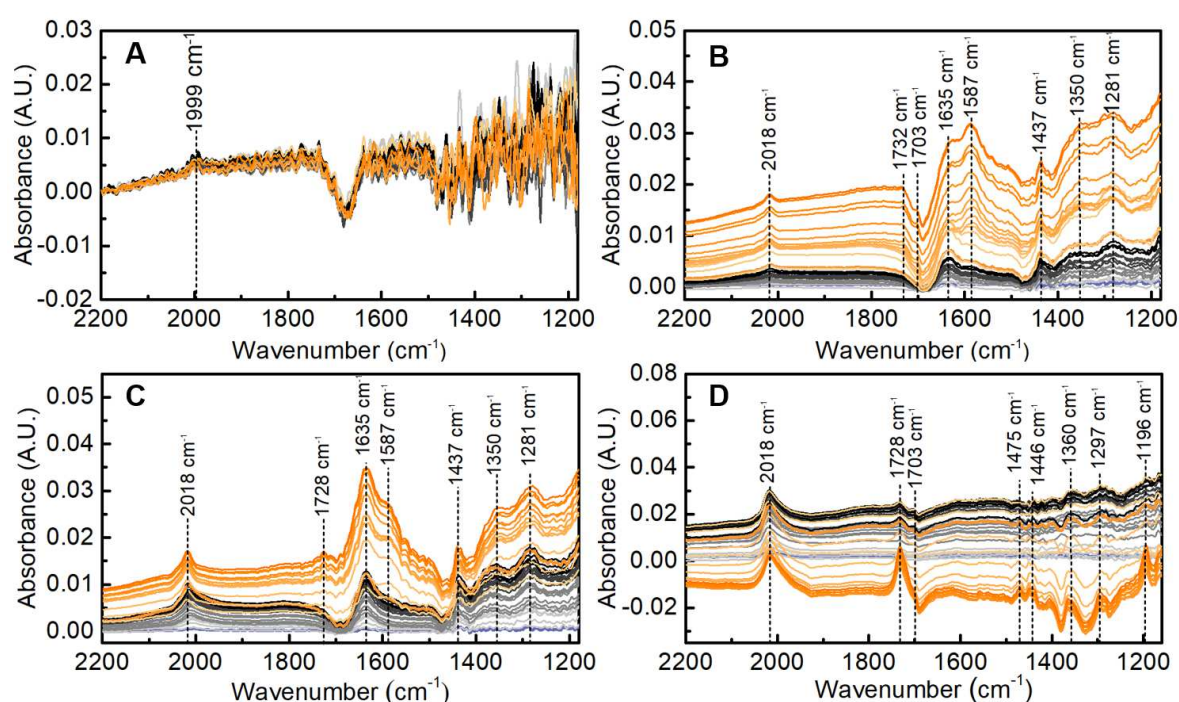 A
0.03
0.02
0.01
0.00
-0.01
-0.02
Absorbance (A.U.)
1999 cm⁻¹
2200 2000 1800 1600 1400 1200
Wavenumber (cm⁻¹)
B
0.05
0.04
0.03
0.02
0.01
0.00
Absorbance (A.U.)
2018 cm⁻¹
1732 cm⁻¹
1703 cm⁻¹
1635 cm⁻¹
1587 cm⁻¹
1437 cm⁻¹
1350 cm⁻¹
1281 cm⁻¹
2200 2000 1800 1600 1400 1200
Wavenumber (cm⁻¹)
C
0.05
0.04
0.03
0.02
0.01
0.00
Absorbance (A.U.)
2018 cm⁻¹
1728 cm⁻¹
1635 cm⁻¹
1587 cm⁻¹
1437 cm⁻¹
1350 cm⁻¹
1281 cm⁻¹
2200 2000 1800 1600 1400 1200
Wavenumber (cm⁻¹)
D
0.08
0.06
0.04
0.02
0.00
-0.02
Absorbance (A.U.)
2018 cm⁻¹
1728 cm⁻¹
1703 cm⁻¹
1475 cm⁻¹
1446 cm⁻¹
1360 cm⁻¹
1297 cm⁻¹
1196 cm⁻¹
2200 2000 1800 1600 1400 1200
Wavenumber (cm⁻¹)